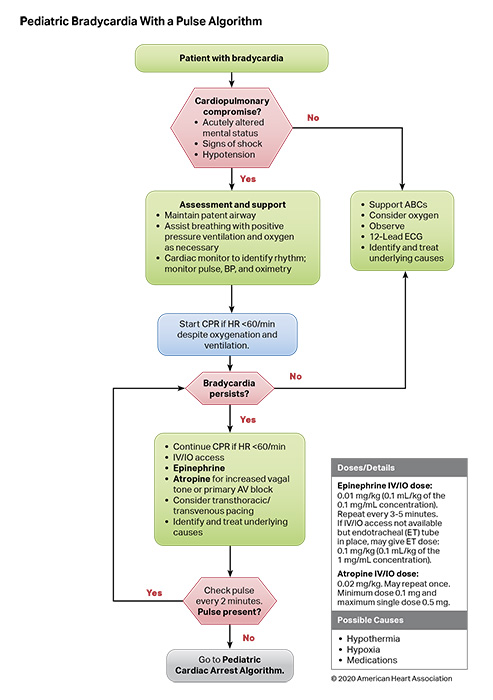 Pediatric Bradycardia With a Pulse Algorithm
Patient with bradycardia
Cardiopulmonary
compromise?
• Acutely altered
mental status
• Signs of shock
• Hypotension
No
Yes
Assessment and support
• Maintain patent airway
• Assist breathing with positive
pressure ventilation and oxygen
as necessary
• Cardiac monitor to identify rhythm;
monitor pulse, BP, and oximetry
• Support ABCs
• Consider oxygen
• Observe
• 12-Lead ECG
• Identify and treat
underlying causes
Start CPR if HR <60/min
despite oxygenation and
ventilation.
Bradycardia
persists?
No
Yes
• Continue CPR if HR <60/min
• IV/IO access
• Epinephrine
• Atropine for increased vagal
tone or primary AV block
• Consider transthoracic/
transvenous pacing
• Identify and treat underlying
causes
Check pulse
every 2 minutes.
Pulse present?
Yes
No
Go to Pediatric
Cardiac Arrest Algorithm.
Doses/Details
Epinephrine IV/IO dose:
0.01 mg/kg (0.1 mL/kg of the
0.1 mg/mL concentration).
Repeat every 3-5 minutes.
If IV/IO access not available
but endotracheal (ET) tube
in place, may give ET dose:
0.1 mg/kg (0.1 mL/kg of the
1 mg/mL concentration).
Atropine IV/IO dose:
0.02 mg/kg. May repeat once.
Minimum dose 0.1 mg and
maximum single dose 0.5 mg.
Possible Causes
• Hypothermia
• Hypoxia
• Medications
© 2020 American Heart Association